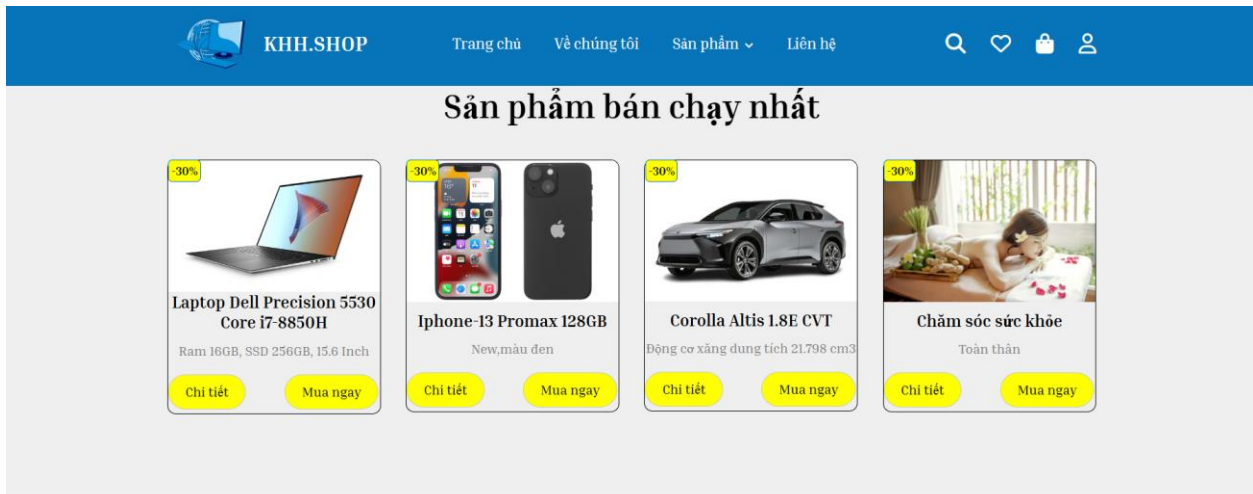 KHH.SHOP
Trang chủ
Về chúng tôi
Sản phẩm
Liên hệ
Sản phẩm bán chạy nhất
-30%
Laptop Dell Precision 5530
Core i7-8850H
Ram 16GB, SSD 256GB, 15.6 Inch
Chi tiết
Mua ngay
-30%
Iphone-13 Promax 128GB
New,màu đen
Chi tiết
Mua ngay
-30%
Corolla Altis 1.8E CVT
Động cơ xăng dung tích 21.798 cm3
Chi tiết
Mua ngay
-30%
Chăm sóc sức khỏe
Toàn thân
Chi tiết
Mua ngay